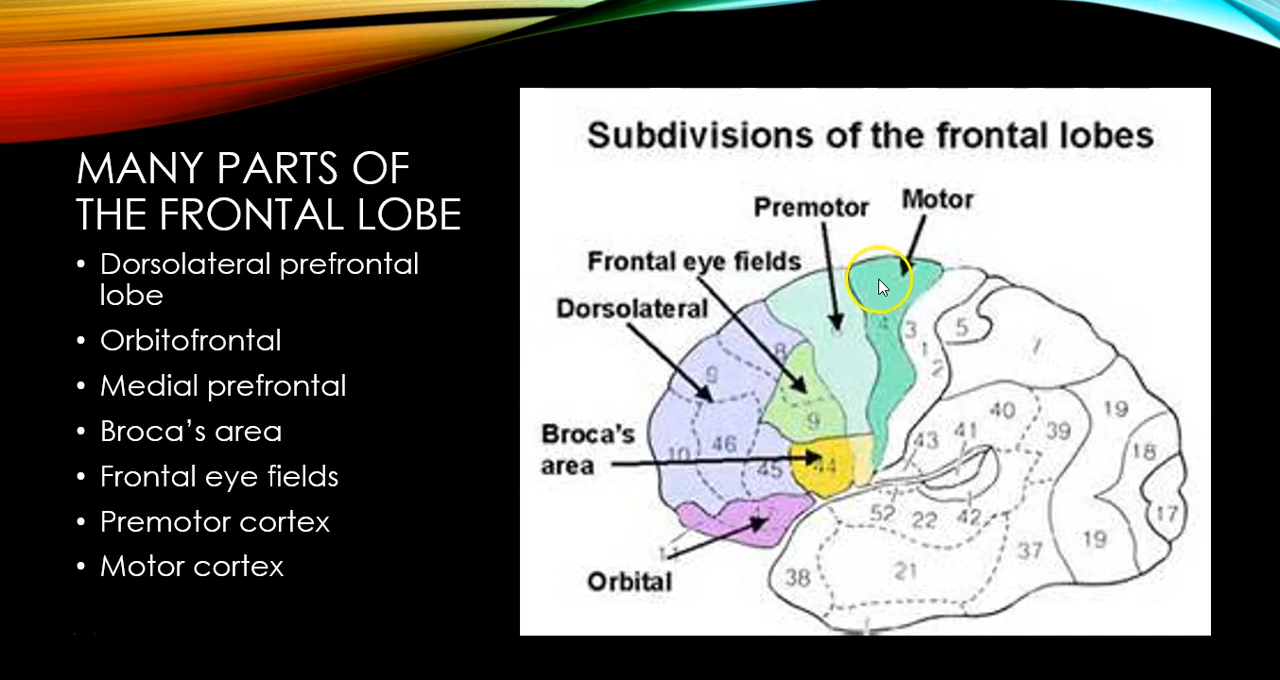 MANY PARTS OF
THE FRONTAL LOBE
• Dorsolateral prefrontal
lobe
• Orbitofrontal
• Medial prefrontal
• Broca's area
• Frontal eye fields
• Premotor cortex
• Motor cortex
Subdivisions of the frontal lobes
Premotor
Motor
Frontal eye fields
Dorsolateral
Broca's
area
Orbital
8
9
10
46
45
9
44
4
3
1
2
5
7
40
43
41
39
19
18
17
19
52
22
42
37
21
38